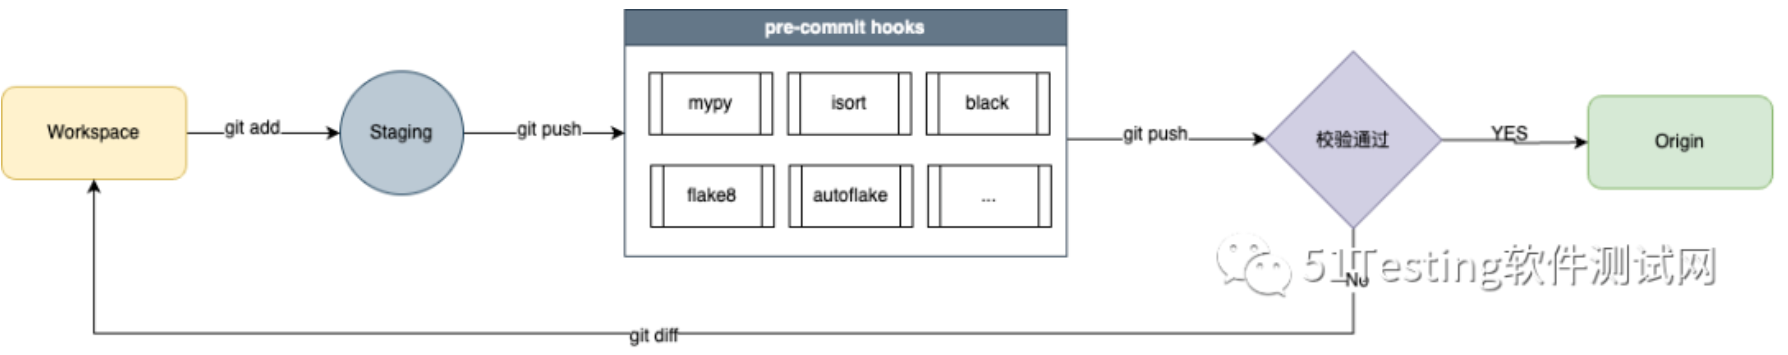 pre-commit hooks
Workspace
git add
Staging
git push
mypy
isort
black
flake8
autoflake
...
git push
校验通过
YES
Origin
No
git diff
51Testing软件测试网